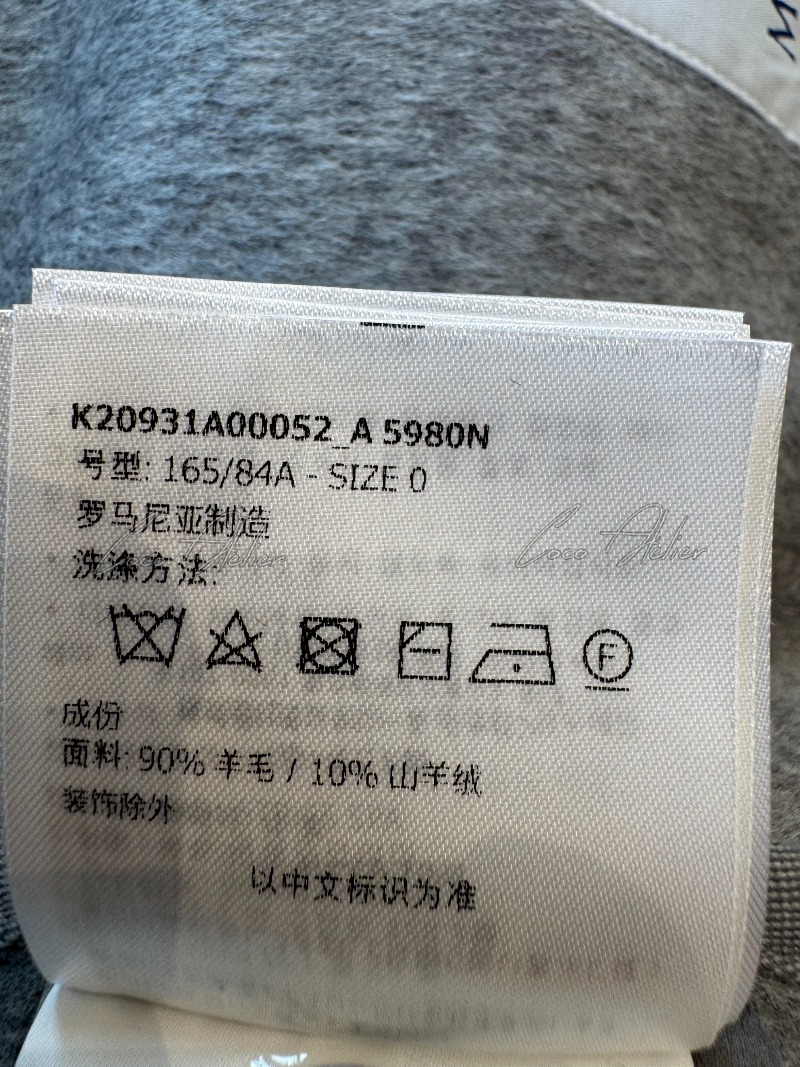 K20931A00052_A 5980N
号型: 165/84A - SIZE 0
罗马尼亚制造
洗涤方法:
F
成份
面料: 90% 羊毛 / 10% 山羊绒
装饰除外
以中文标识为准
Coco Atelier